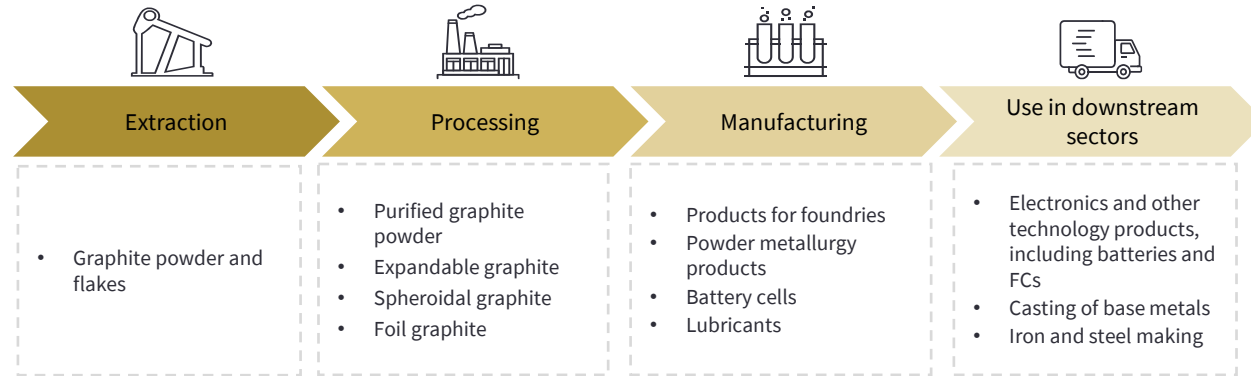 Extraction
Processing
Manufacturing
Use in downstream
sectors
• Graphite powder and
flakes
• Purified graphite
powder
• Expandable graphite
• Spheroidal graphite
• Foil graphite
• Products for foundries
• Powder metallurgy
products
• Battery cells
• Lubricants
• Electronics and other
technology products,
including batteries and
FCs
• Casting of base metals
• Iron and steel making